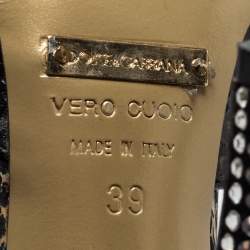 DOLCE&GABBANA
VERO CUOIO
MADE IN ITALY
39